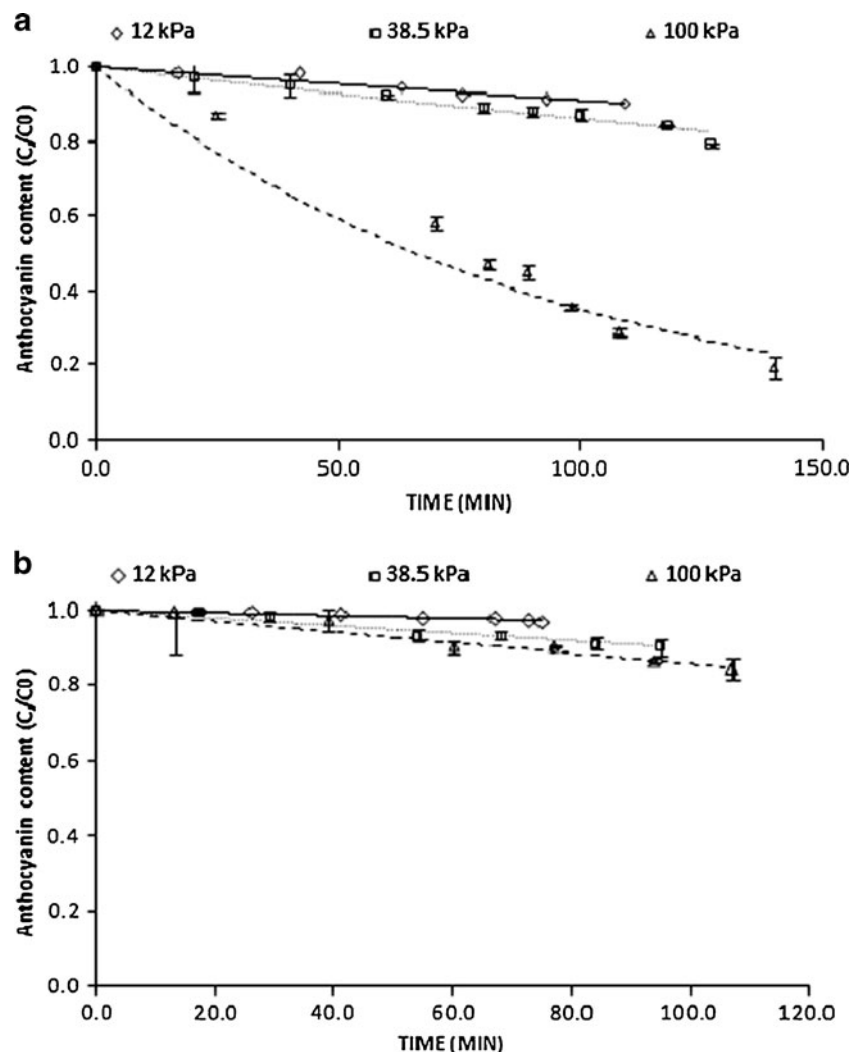 a
12 kPa 38.5 kPa 100 kPa
1.0
0.8
0.6
0.4
0.2
0.0
Anthocyanin content (C/C0)
0.0 50.0 100.0 150.0
TIME (MIN)
b
12 kPa 38.5 kPa 100 kPa
1.0
0.8
0.6
0.4
0.2
0.0
Anthocyanin content (C/C0)
0.0 20.0 40.0 60.0 80.0 100.0 120.0
TIME (MIN)